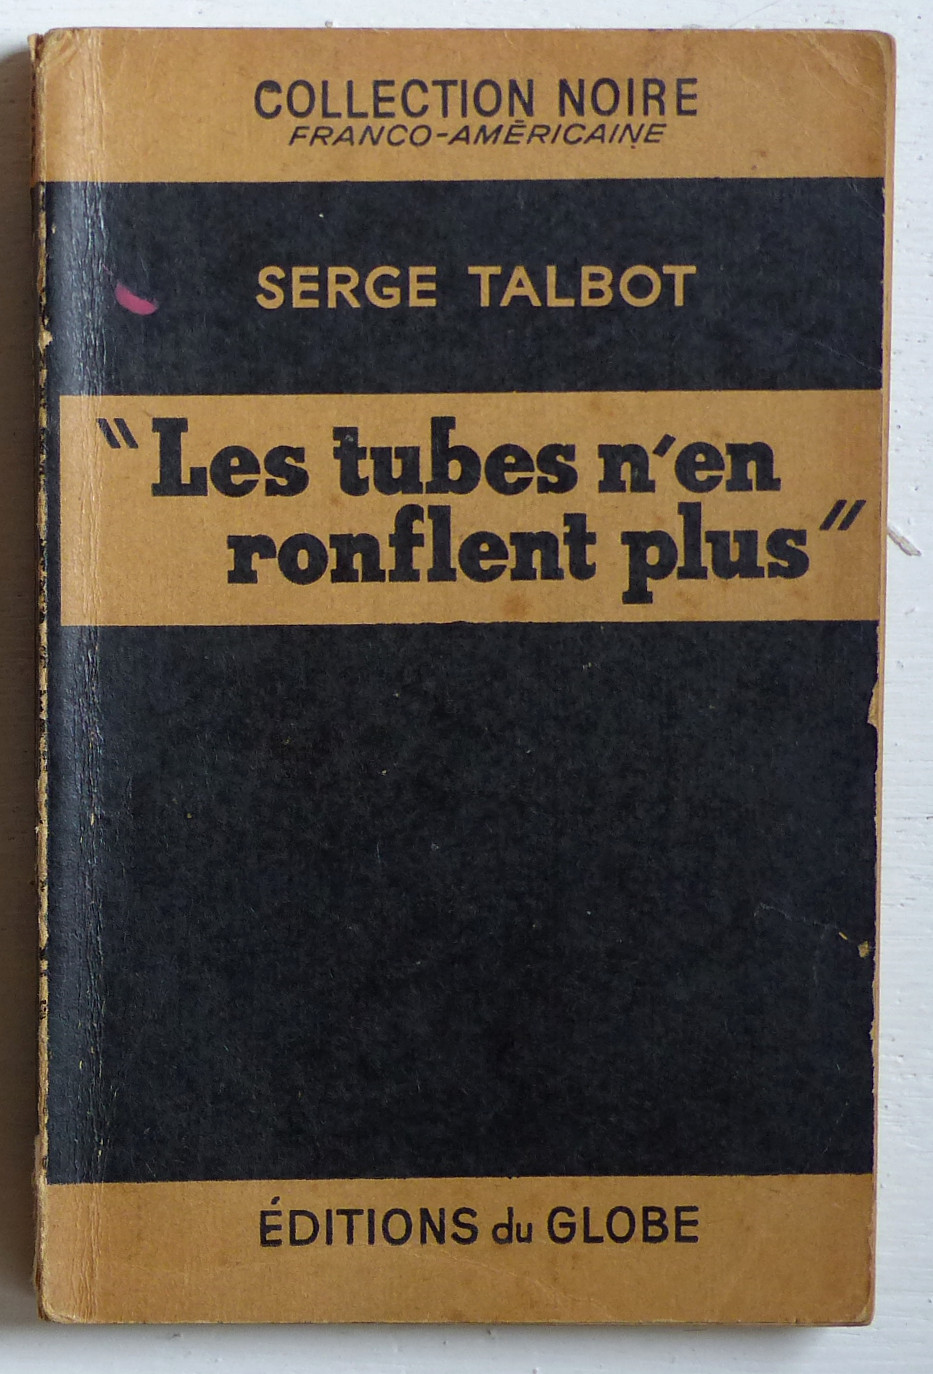 COLLECTION NOIRE
FRANCO-AMÉRICAINE
SERGE TALBOT
"Les tubes n'en
ronflent plus"
ÉDITIONS du GLOBE